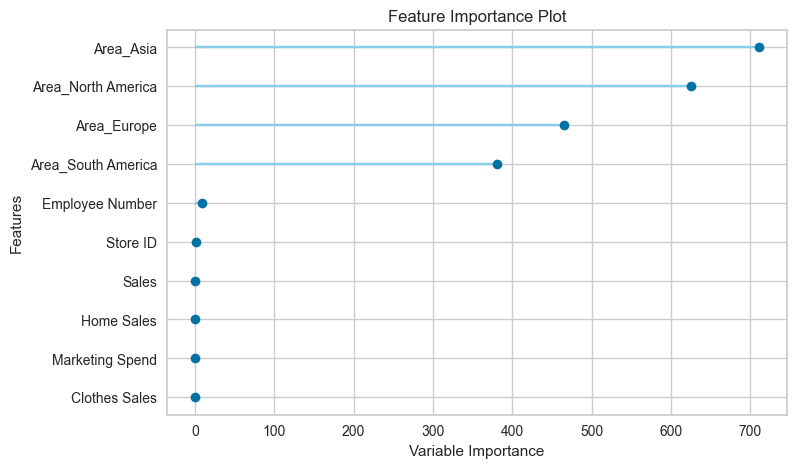 Feature Importance Plot
Area_Asia
Area_North America
Area_Europe
Area_South America
Employee Number
Store ID
Sales
Home Sales
Marketing Spend
Clothes Sales
Features
0 100 200 300 400 500 600 700
Variable Importance